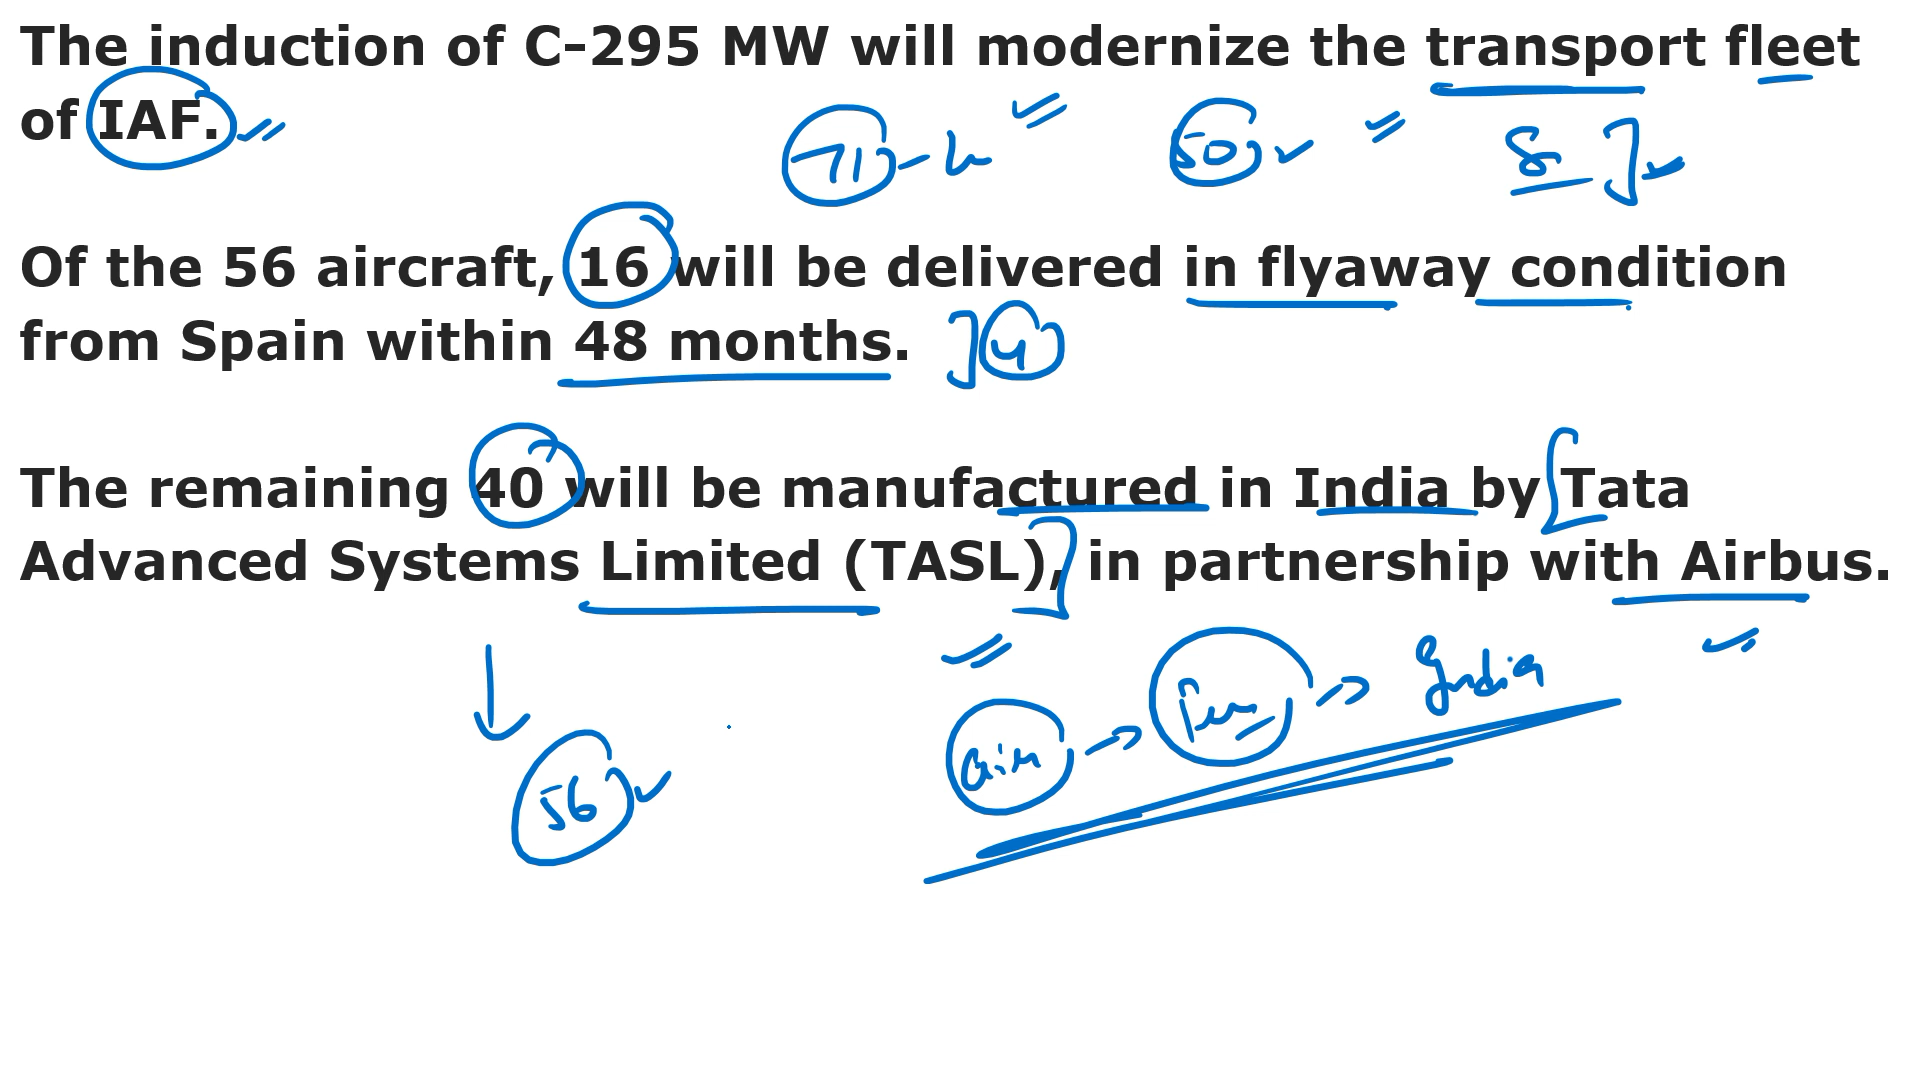 The induction of C-295 MW will modernize the transport fleet
of IAF.
71 50 8
Of the 56 aircraft, 16 will be delivered in flyaway condition
from Spain within 48 months. 4
The remaining 40 will be manufactured in India by Tata
Advanced Systems Limited (TASL), in partnership with Airbus.
India
56